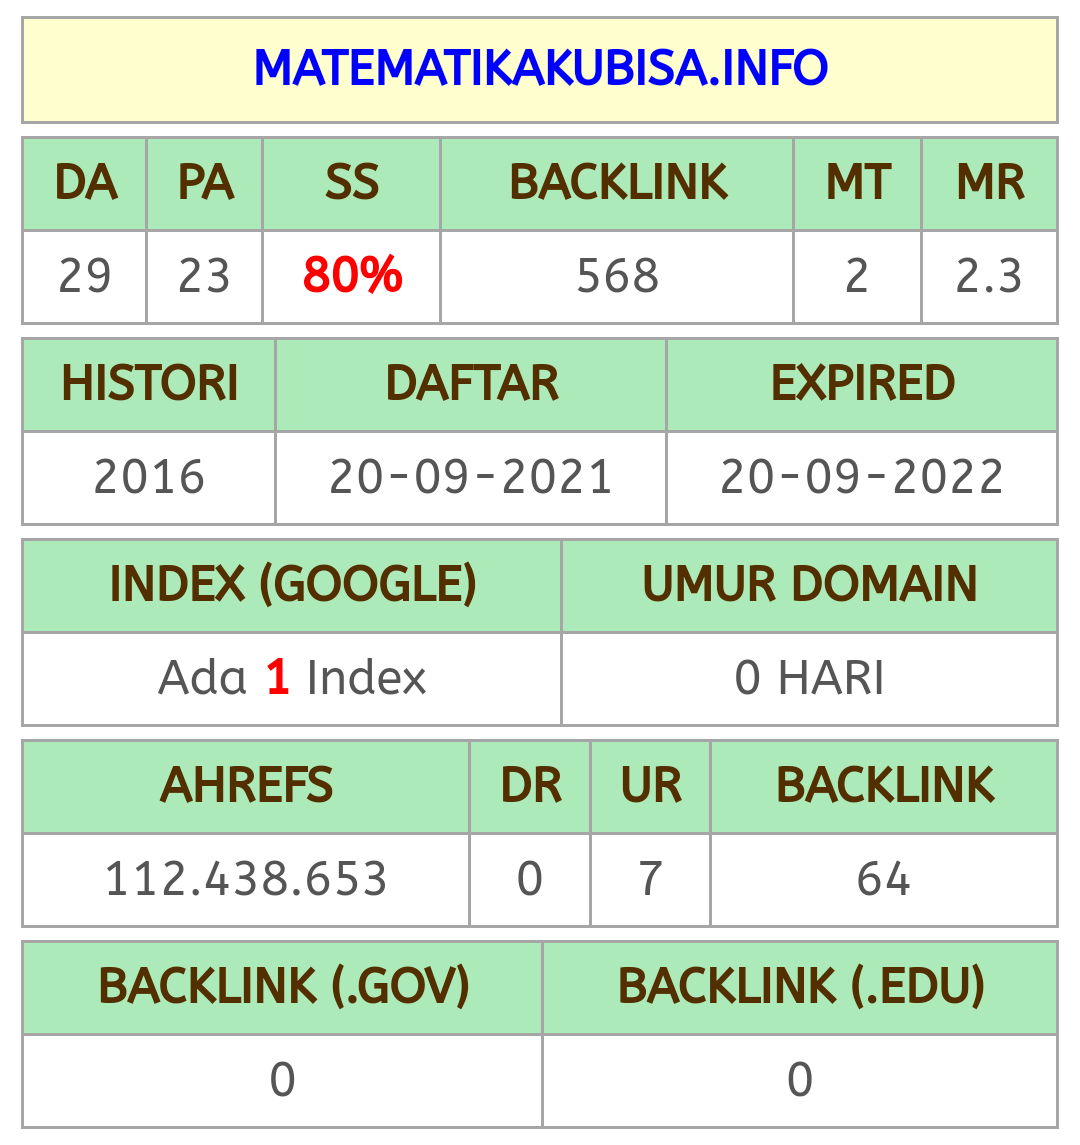 MATEMATIKAKUBISA.INFO
DA PA SS BACKLINK MT MR
29 23 80% 568 2 2.3
HISTORI DAFTAR EXPIRED
2016 20-09-2021 20-09-2022
INDEX (GOOGLE) UMUR DOMAIN
Ada 1 Index 0 HARI
AHREFS DR UR BACKLINK
112.438.653 0 7 64
BACKLINK (.GOV) BACKLINK (.EDU)
0 0